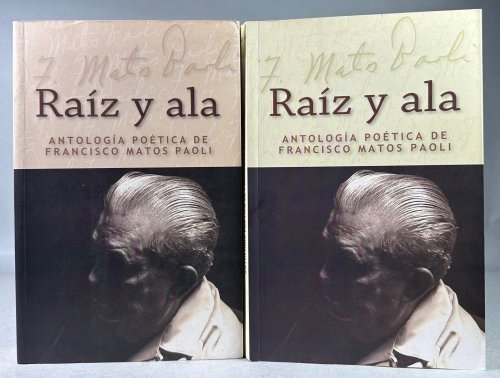 F. Matos Paoli
Raíz y ala
ANTOLOGÍA POÉTICA DE
FRANCISCO MATOS PAOLI
F. Matos Paoli
Raíz y ala
ANTOLOGÍA POÉTICA DE
FRANCISCO MATOS PAOLI